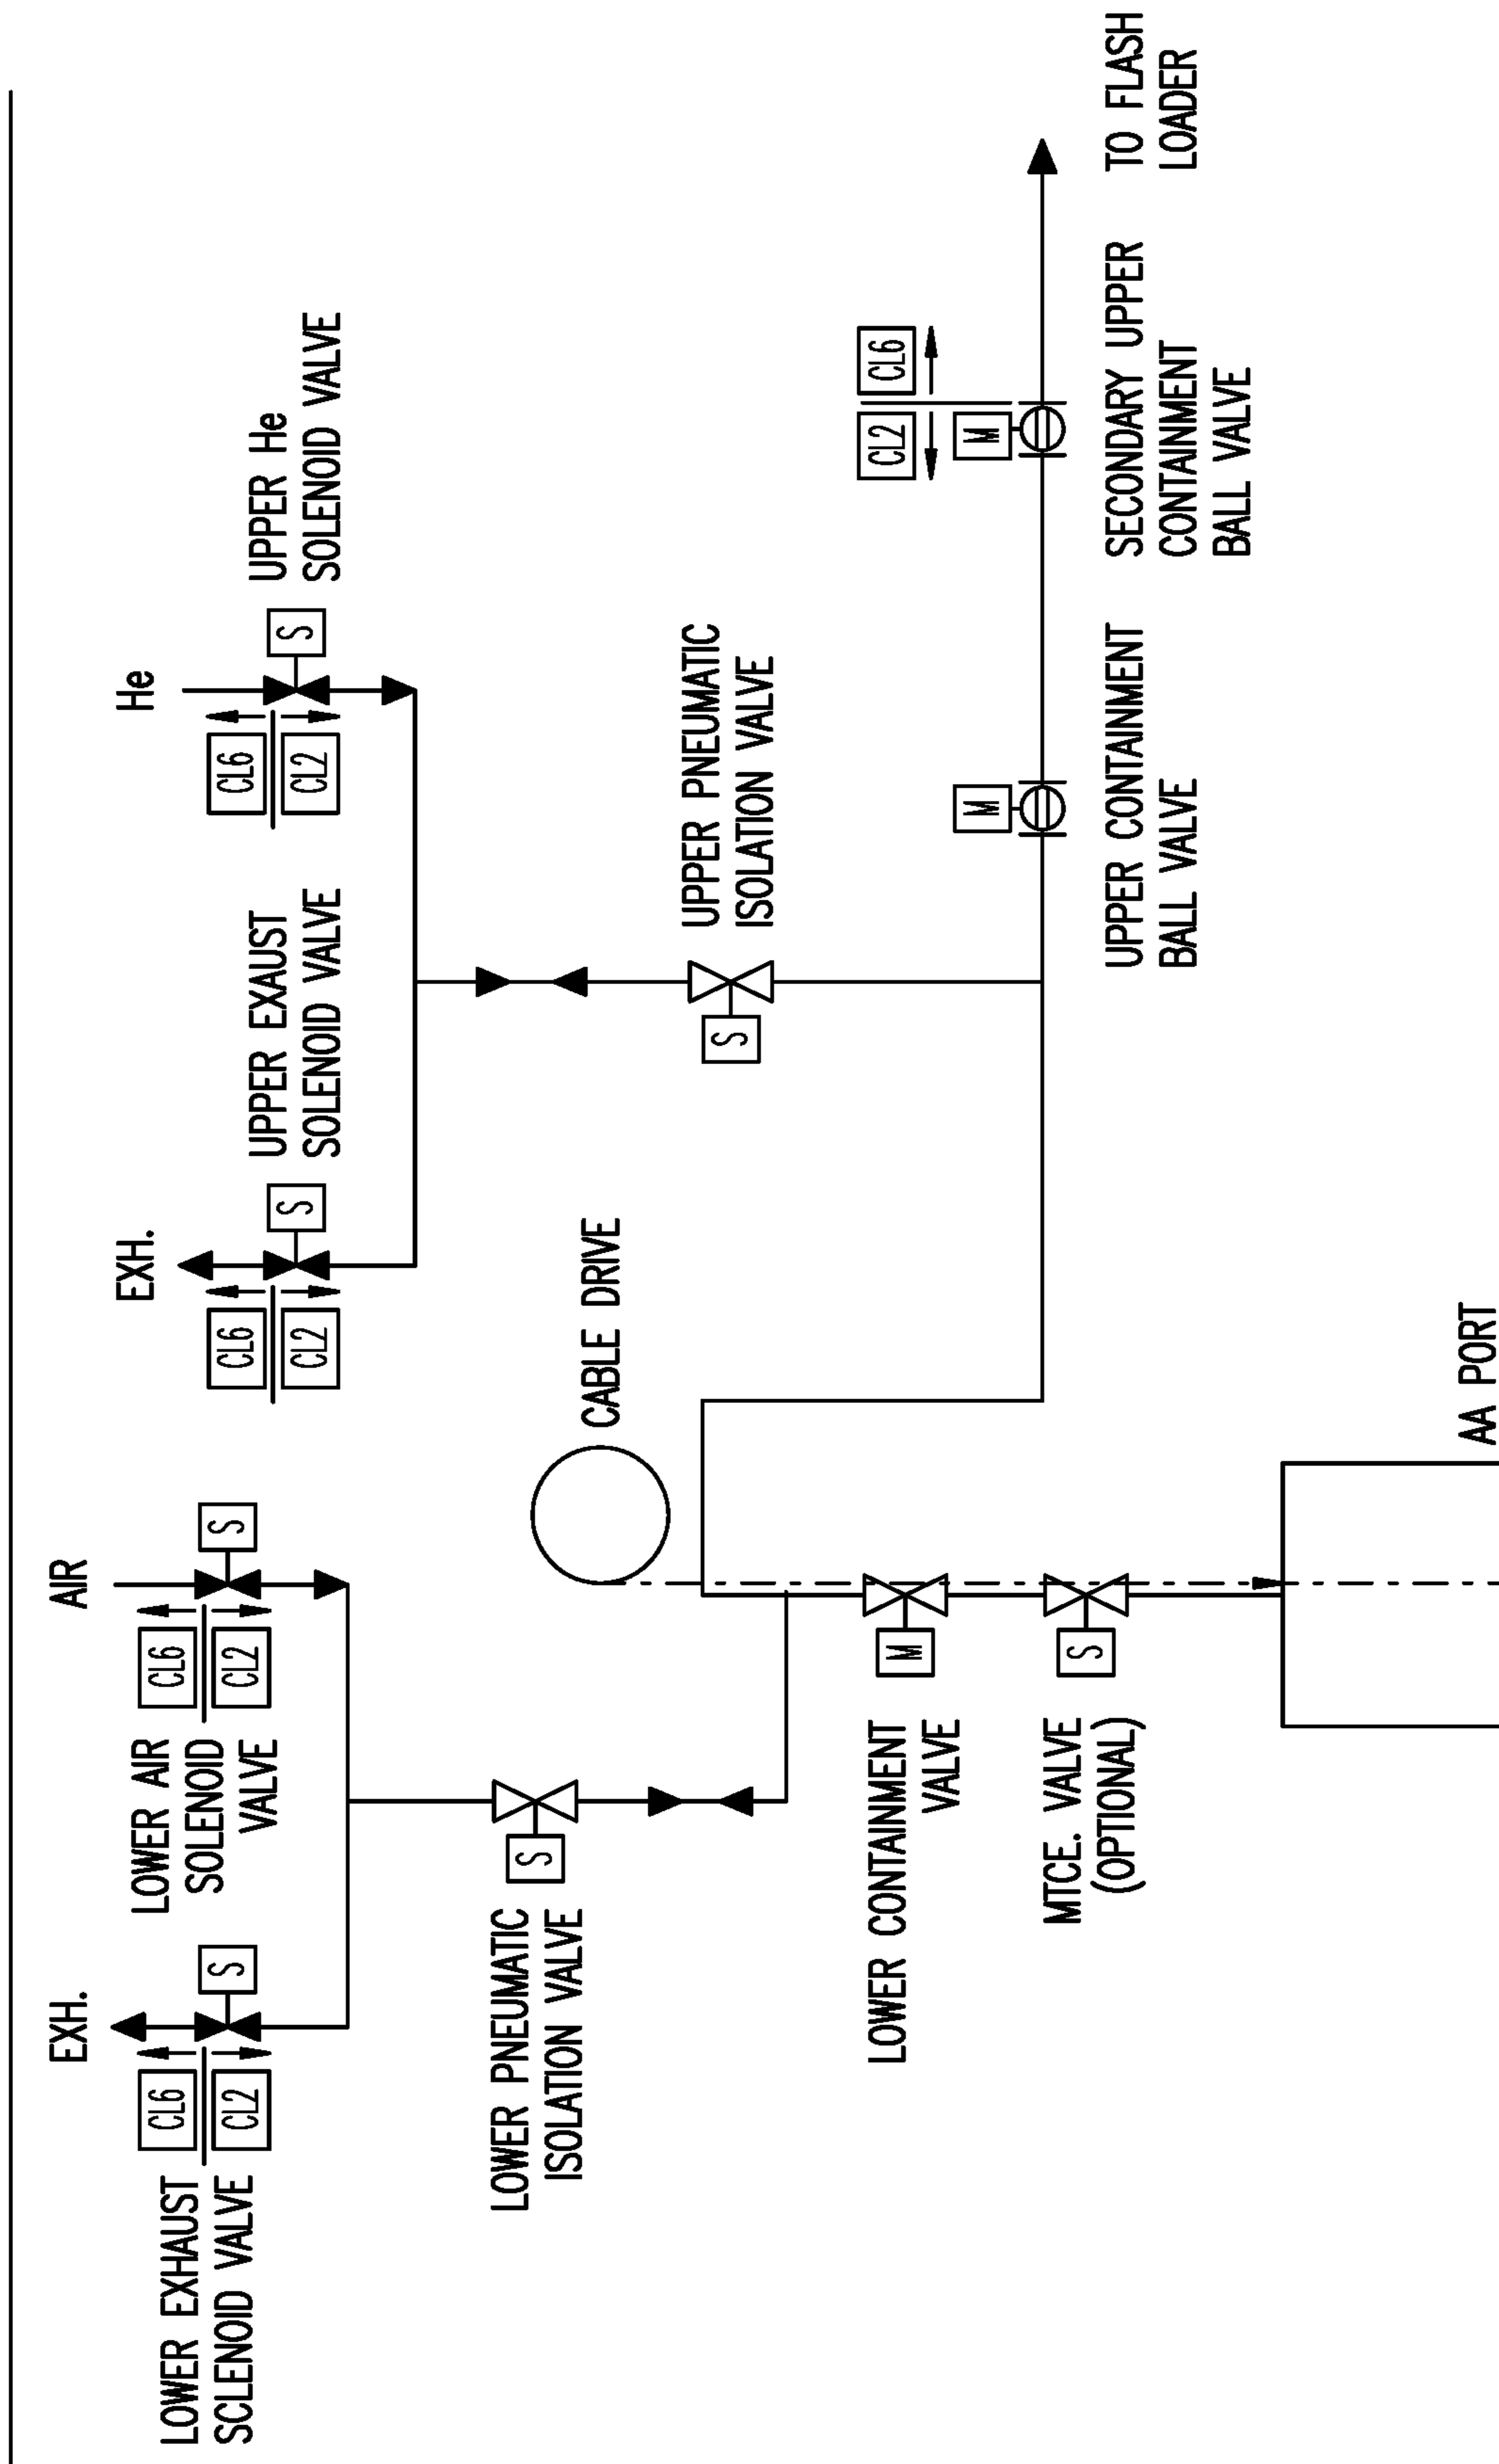 EXH.
AIR
EXH.
He
LOWER EXHAUST
SCLENOID VALVE
CL6
CL2
S
LOWER AIR
SOLENOID
VALVE
CL6
CL2
S
CL6
CL2
S
UPPER EXAUST
SOLENOID VALVE
CL6
CL2
S
UPPER He
SOLENOID VALVE
LOWER PNEUMATIC
ISOLATION VALVE
S
CABLE DRIVE
S
UPPER PNEUMATIC
ISOLATION VALVE
LOWER CONTAINMENT
VALVE
M
MTCE. VALVE
(OPTIONAL)
S
CL2
CL6
M
M
UPPER CONTAINMENT
BALL VALVE
SECONDARY UPPER
CONTAINMENT
BALL VALVE
TO FLASH
LOADER
AA PORT